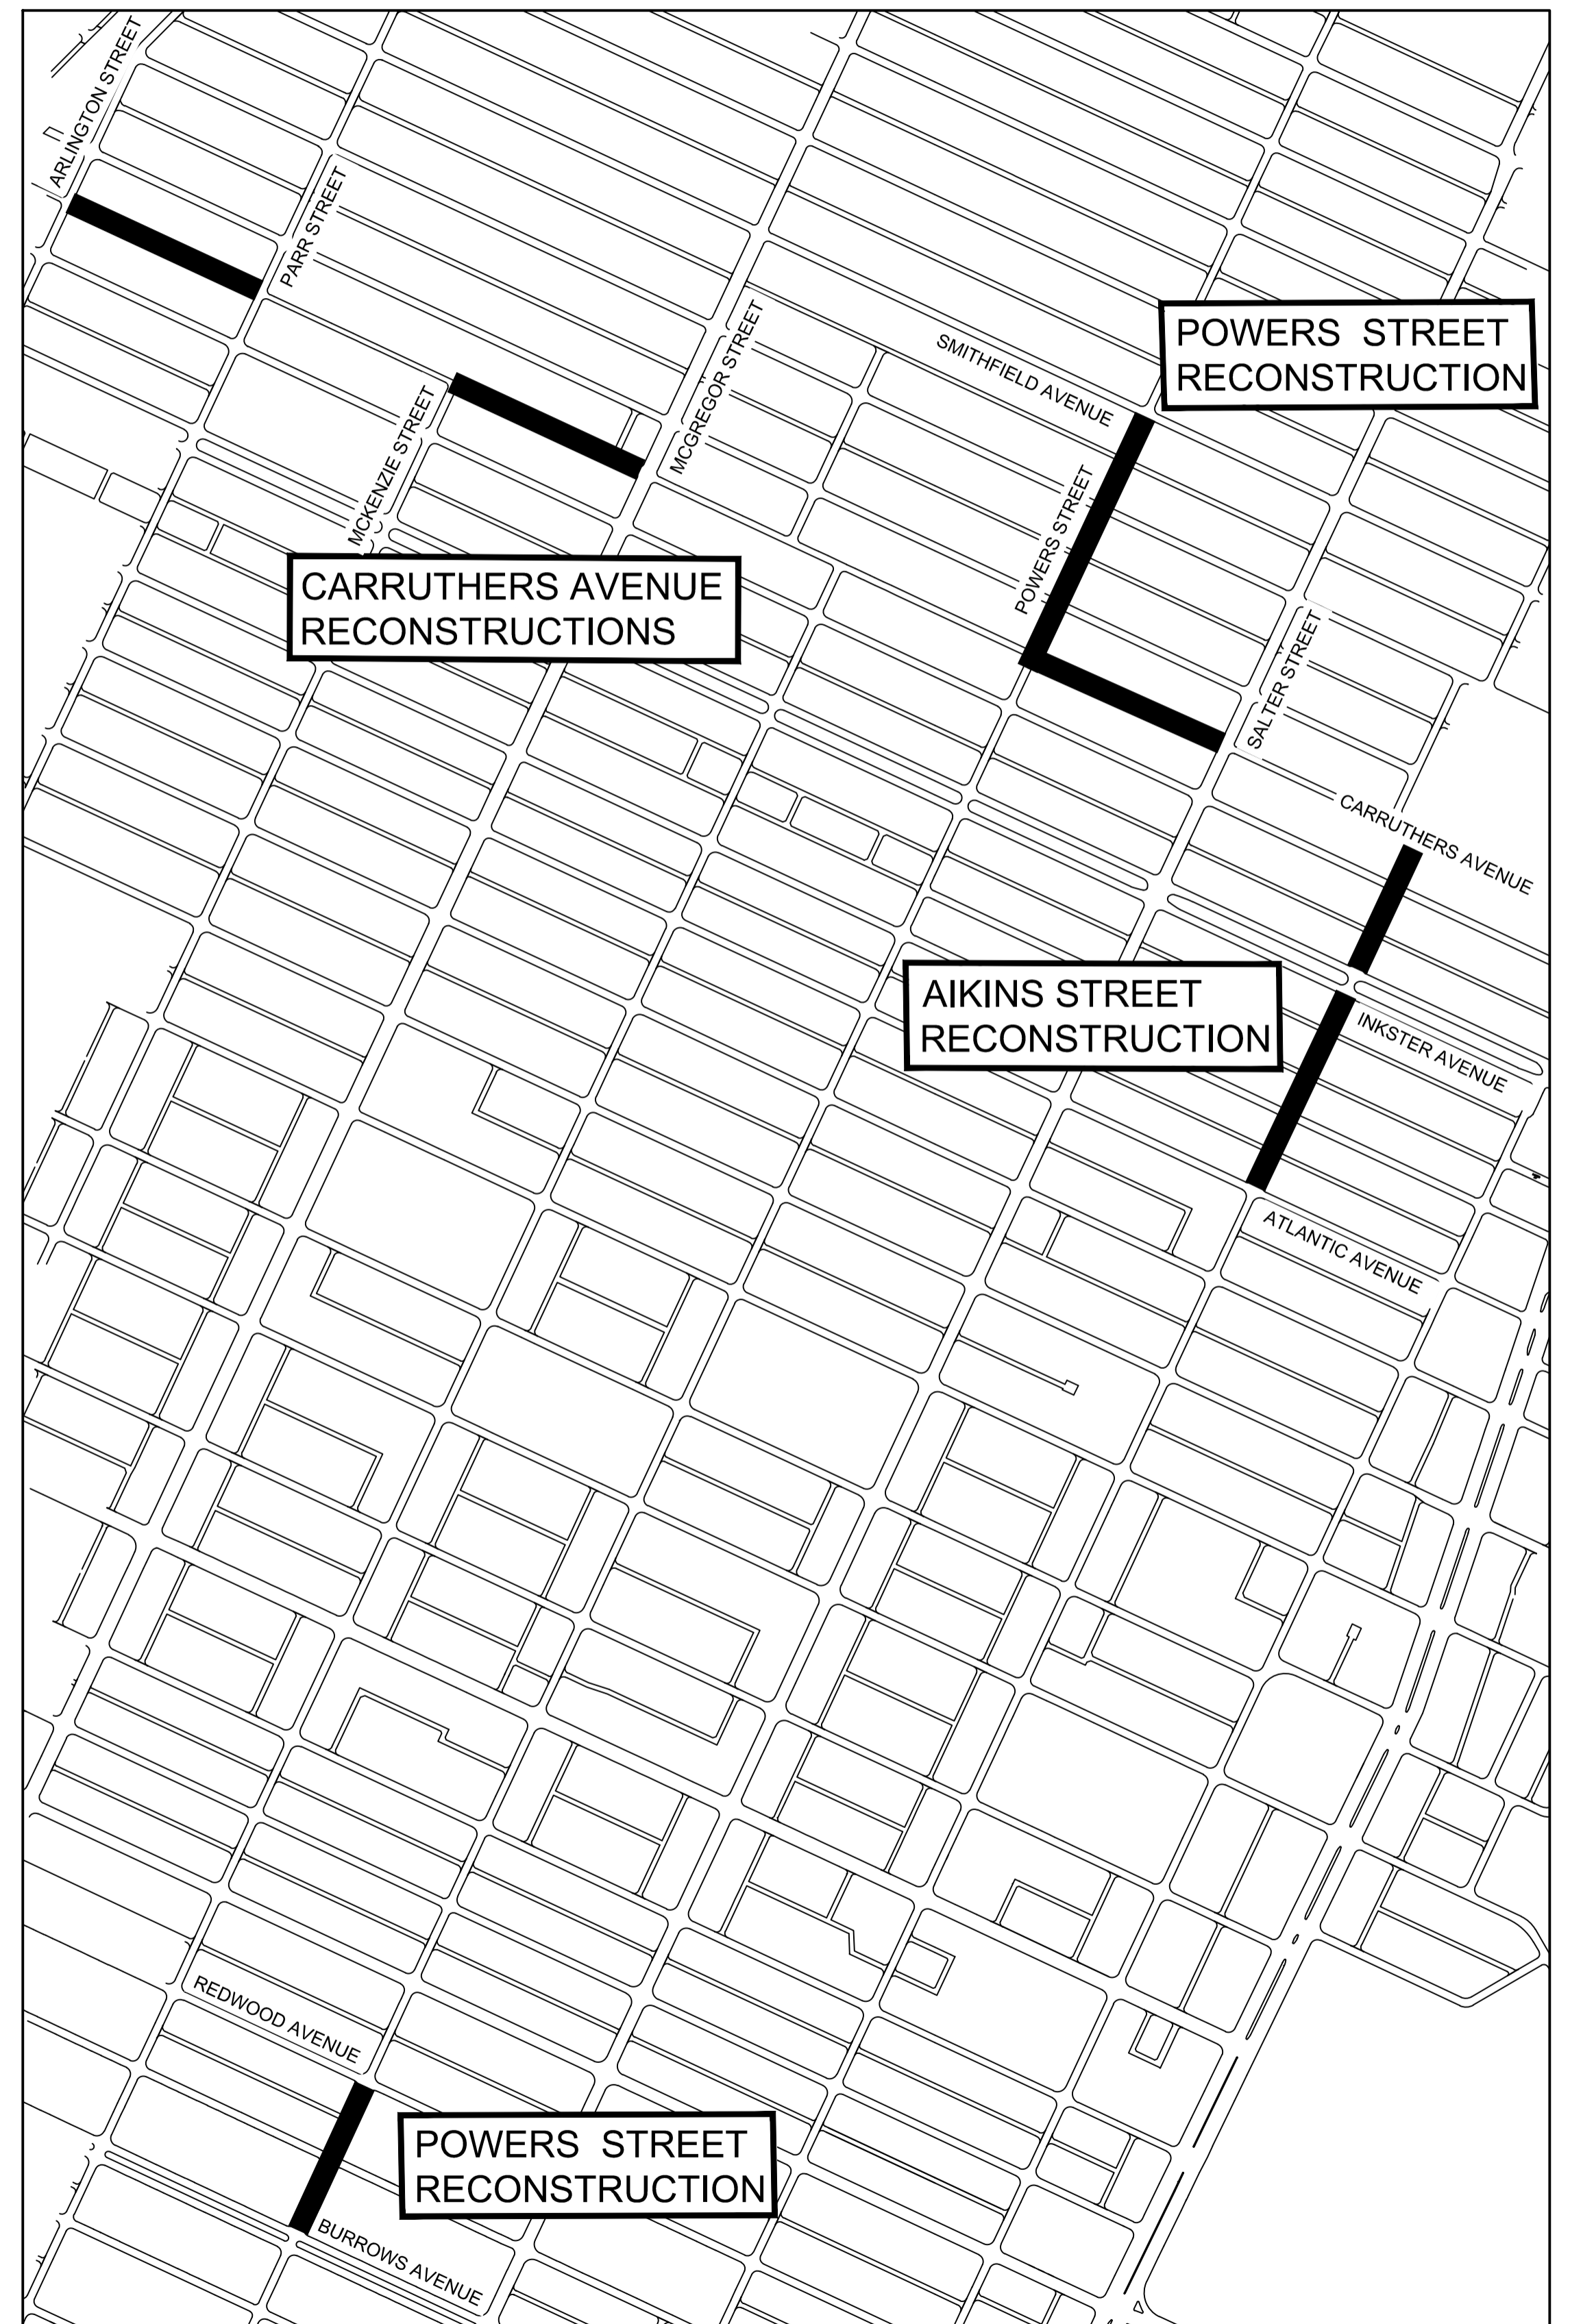 ARLINGTON STREET
PARR STREET
MCGREGOR STREET
SMITHFIELD AVENUE
POWERS  STREET
RECONSTRUCTION
MCKENZIE STREET
POWERS STREET
CARRUTHERS AVENUE
RECONSTRUCTIONS
SALTER STREET
CARRUTHERS AVENUE
AIKINS STREET
RECONSTRUCTION
INKSTER AVENUE
ATLANTIC AVENUE
REDWOOD AVENUE
POWERS  STREET
RECONSTRUCTION
BURROWS AVENUE